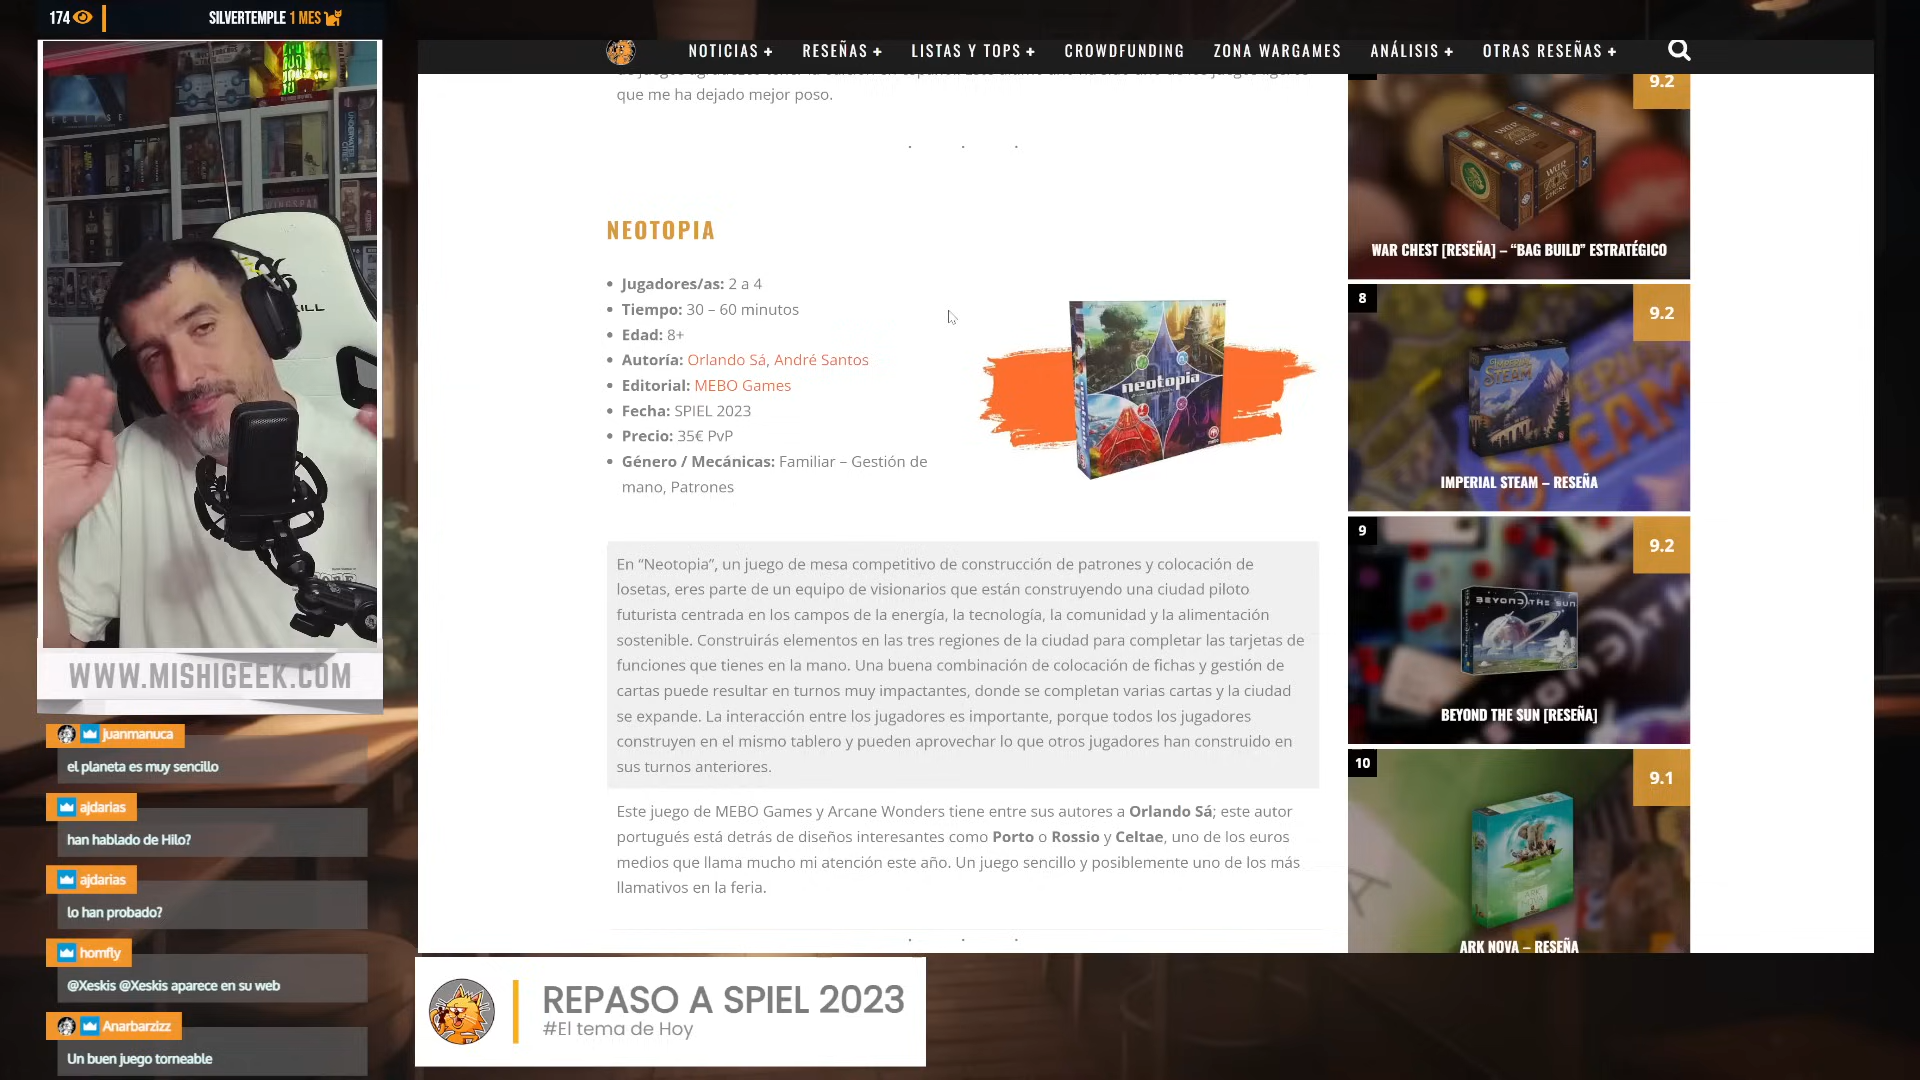 174
SILVERTEMPLE 1 MES
NOTICIAS +
RESEÑAS +
LISTAS Y TOPS +
CROWDFUNDING
ZONA WARGAMES
ANÁLISIS +
OTRAS RESEÑAS +
que me ha dejado mejor poso.
NEOTOPIA
Jugadores/as: 2 a 4
Tiempo: 30 – 60 minutos
Edad: 8+
Autoría: Orlando Sá, André Santos
Editorial: MEBO Games
Fecha: SPIEL 2023
Precio: 35€ PvP
Género / Mecánicas: Familiar – Gestión de
mano, Patrones
neotopia
En “Neotopia”, un juego de mesa competitivo de construcción de patrones y colocación de
losetas, eres parte de un equipo de visionarios que están construyendo una ciudad piloto
futurista centrada en los campos de la energía, la tecnología, la comunidad y la alimentación
sostenible. Construirás elementos en las tres regiones de la ciudad para completar las tarjetas de
funciones que tienes en la mano. Una buena combinación de colocación de fichas y gestión de
cartas puede resultar en turnos muy impactantes, donde se completan varias cartas y la ciudad
se expande. La interacción entre los jugadores es importante, porque todos los jugadores
construyen en el mismo tablero y pueden aprovechar lo que otros jugadores han construido en
sus turnos anteriores.
Este juego de MEBO Games y Arcane Wonders tiene entre sus autores a Orlando Sá; este autor
portugués está detrás de diseños interesantes como Porto o Rossio y Celtae, uno de los euros
medios que llama mucho mi atención este año. Un juego sencillo y posiblemente uno de los más
llamativos en la feria.
9.2
WAR CHEST
WAR CHEST [RESEÑA] – “BAG BUILD” ESTRATÉGICO
8
9.2
IMPERIAL STEAM
IMPERIAL STEAM – RESEÑA
9
9.2
BEYOND THE SUN
BEYOND THE SUN [RESEÑA]
10
9.1
ARK NOVA
ARK NOVA – RESEÑA
ECLIPSE
WWW.MISHIGEEK.COM
juanmanuca
el planeta es muy sencillo
ajdarias
han hablado de Hilo?
ajdarias
lo han probado?
homfly
@Xeskis @Xeskis aparece en su web
Anarbarzizz
Un buen juego torneable
REPASO A SPIEL 2023
#El tema de Hoy